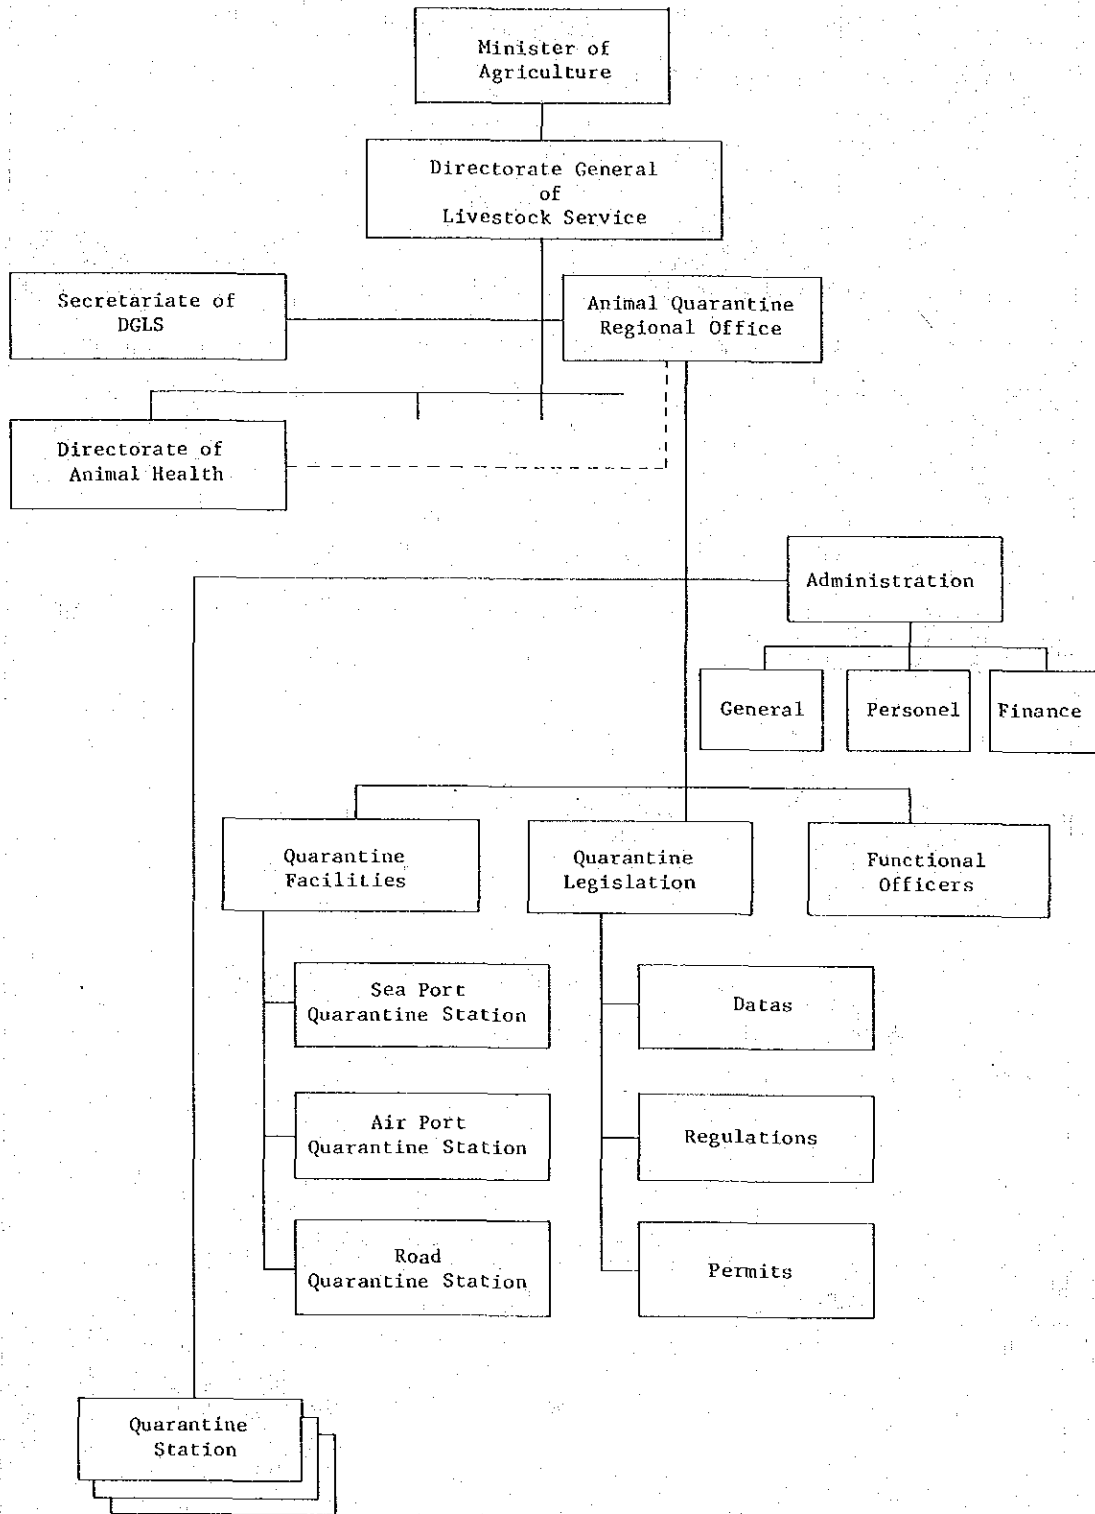 Minister of
Agriculture
Directorate General
of
Livestock Service
Secretariate of
DGLS
Animal Quarantine
Regional Office
Directorate of
Animal Health
Administration
General
Personel
Finance
Quarantine
Facilities
Quarantine
Legislation
Functional
Officers
Sea Port
Quarantine Station
Datas
Air Port
Quarantine Station
Regulations
Road
Quarantine Station
Permits
Quarantine
Station